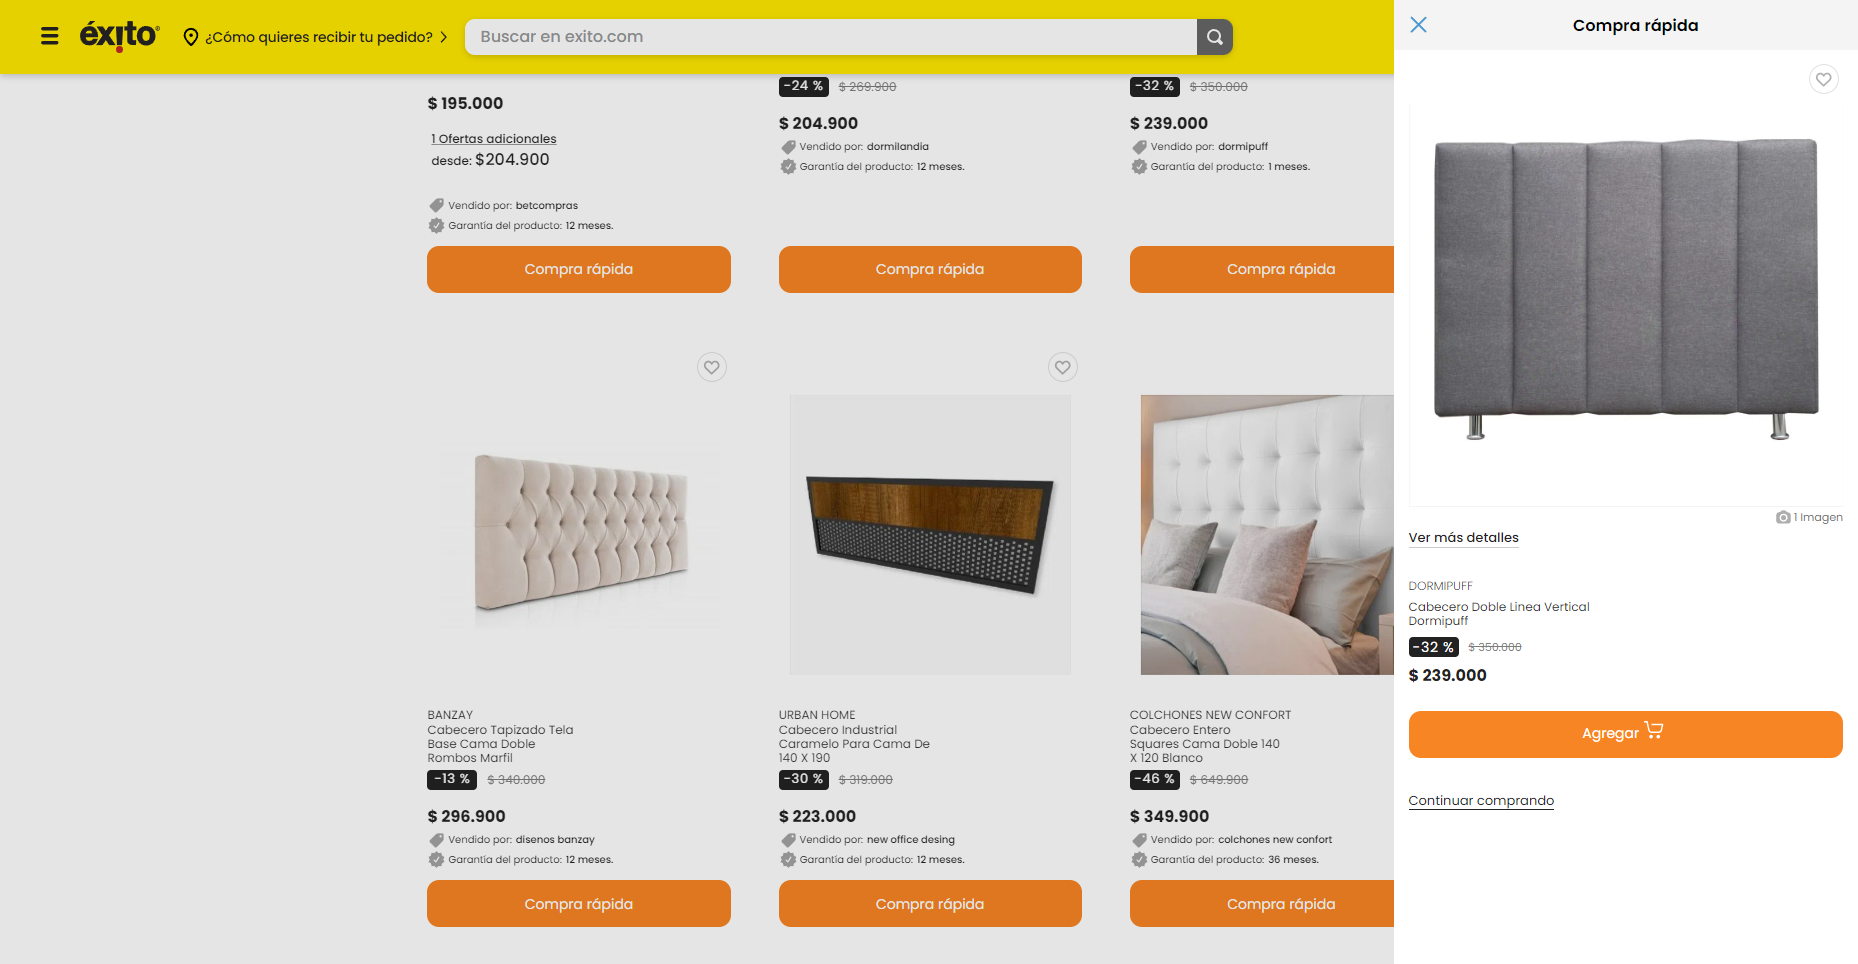 éxito
¿Cómo quieres recibir tu pedido?
Buscar en exito.com
$ 195.000
1 Ofertas adicionales
desde: $204.900
Vendido por: betcompras
Garantía del producto: 12 meses.
Compra rápida
-24 % $ 269.900
$ 204.900
Vendido por: dormilandia
Garantía del producto: 12 meses.
Compra rápida
-32 % $ 350.000
$ 239.000
Vendido por: dormipuff
Garantía del producto: 1 meses.
Compra rápida
BANZAY
Cabecero Tapizado Tela
Base Cama Doble
Rombos Marfil
-13 % $ 340.000
$ 296.900
Vendido por: disenos banzay
Garantía del producto: 12 meses.
Compra rápida
URBAN HOME
Cabecero Industrial
Caramelo Para Cama De
140 X 190
-30 % $ 319.000
$ 223.000
Vendido por: new office desing
Garantía del producto: 12 meses.
Compra rápida
COLCHONES NEW CONFORT
Cabecero Entero
Squares Cama Doble 140
X 120 Blanco
-46 % $ 649.900
$ 349.900
Vendido por: colchones new confort
Garantía del producto: 36 meses.
Compra rápida
Compra rápida
1 Imagen
Ver más detalles
DORMIPUFF
Cabecero Doble Linea Vertical
Dormipuff
-32 % $ 350.000
$ 239.000
Agregar
Continuar comprando